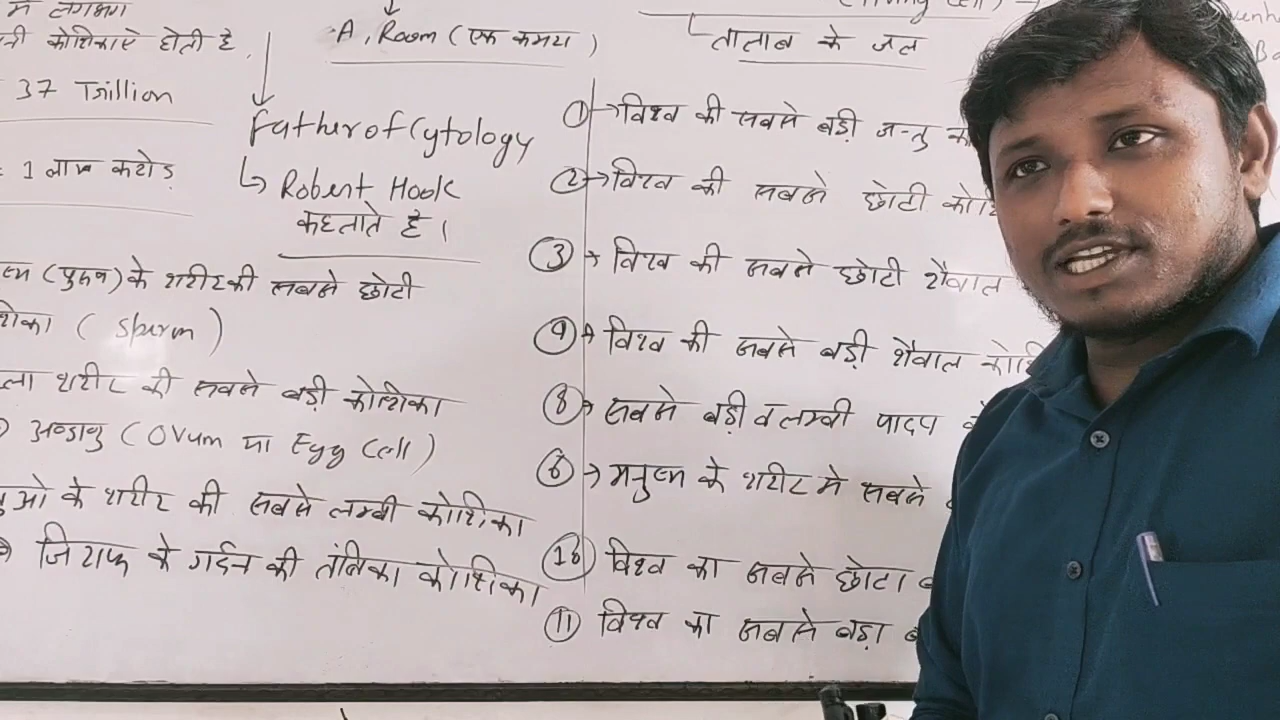 में लगभग
कोशिकाऐं होती है
37 Trillion
1 लाख करोड़
(पुरुष) के शरीर की सबसे छोटी
(Sperm)
शरीर की सबसे बड़ी कोशिका
अण्डाणु (Ovum या Egg Cell)
के शरीर की सबसे लम्बी कोशिका
जिराफ के गर्दन की तंत्रिका कोशिका
A, Room (एक कमरा)
Father of Cytology
Robert Hook
कहलाते है।
तालाब के जल
① → विश्व की सबसे बड़ी जन्तु
② → विश्व की सबसे छोटी
③ → विश्व की सबसे छोटी शैवाल
④ → विश्व की सबसे बड़ी शैवाल
⑧ → सबसे बड़ी व लम्बी पादप
⑥ → मनुष्य के शरीर में सबसे
⑩ विश्व का सबसे छोटा
⑪ विश्व का सबसे बड़ा